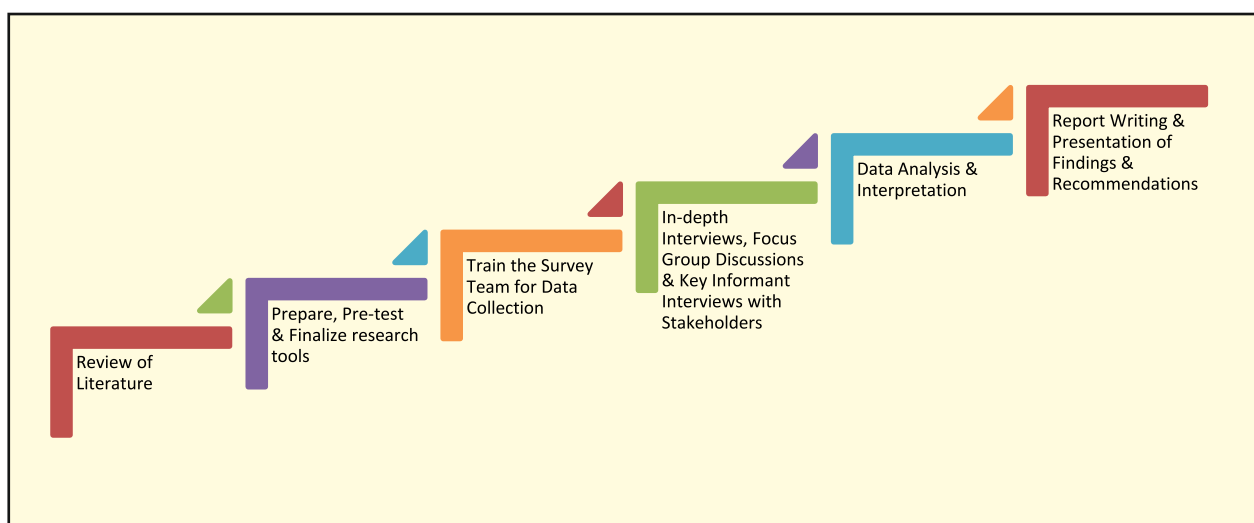 Review of
Literature
Prepare, Pre-test
& Finalize research
tools
Train the Survey
Team for Data
Collection
In-depth
Interviews, Focus
Group Discussions
& Key Informant
Interviews with
Stakeholders
Data Analysis &
Interpretation
Report Writing &
Presentation of
Findings &
Recommendations